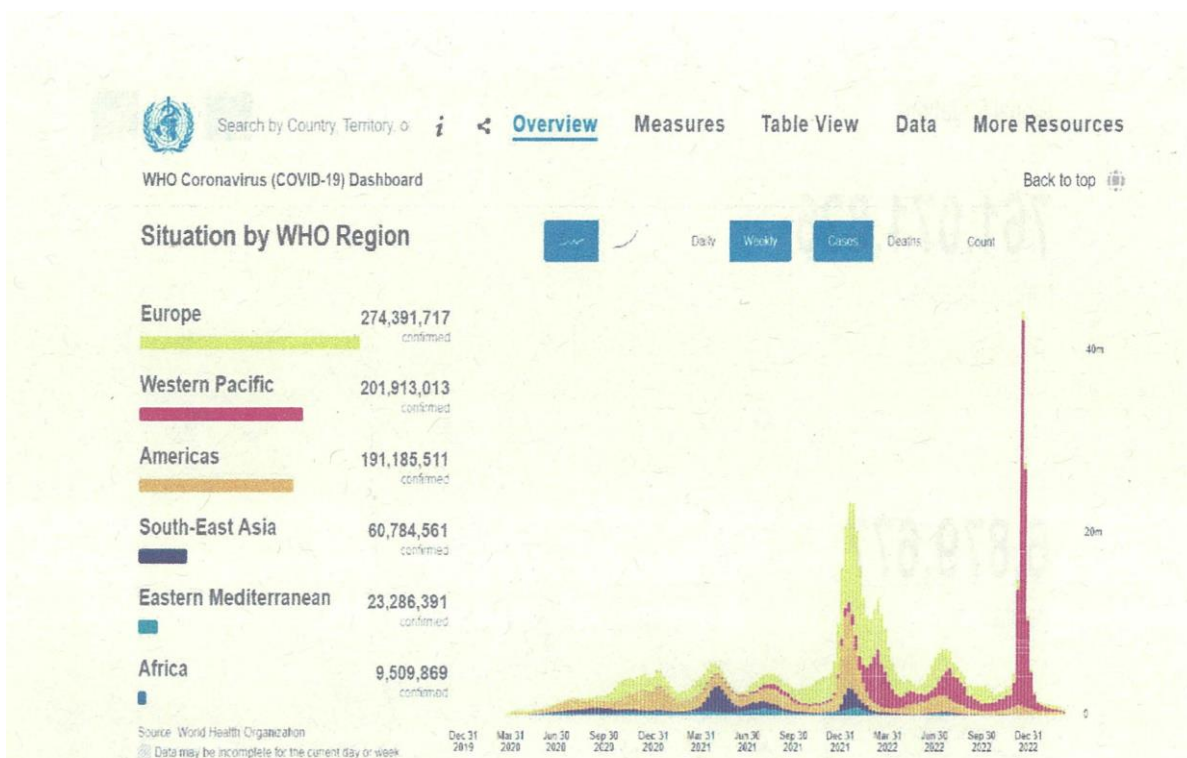 Search by Country, Territory, o
i
Overview Measures Table View Data More Resources
WHO Coronavirus (COVID-19) Dashboard
Back to top
Situation by WHO Region
Daily Weekly Cases Deaths Count
Europe 274,391,717
confirmed
Western Pacific 201,913,013
confirmed
Americas 191,185,511
confirmed
South-East Asia 60,784,561
confirmed
Eastern Mediterranean 23,286,391
confirmed
Africa 9,509,869
confirmed
Source: World Health Organization
Data may be incomplete for the current day or week
40m
20m
0
Dec 31 Mar 31 Jun 30 Sep 30 Dec 31 Mar 31 Jun 30 Sep 30 Dec 31 Mar 31 Jun 30 Sep 30 Dec 31
2019 2020 2020 2020 2020 2021 2021 2021 2021 2022 2022 2022 2022